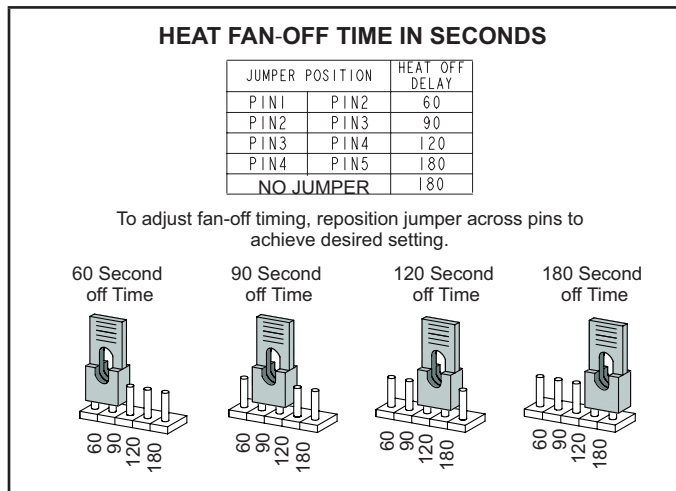 HEAT FAN-OFF TIME IN SECONDS
JUMPER POSITION HEAT OFF DELAY
PIN1 PIN2 60
PIN2 PIN3 90
PIN3 PIN4 120
PIN4 PIN5 180
NO JUMPER 180
To adjust fan-off timing, reposition jumper across pins to
achieve desired setting.
60 Second
off Time
90 Second
off Time
120 Second
off Time
180 Second
off Time
60 90 120 180
60 90 120 180
60 90 120 180
60 90 120 180